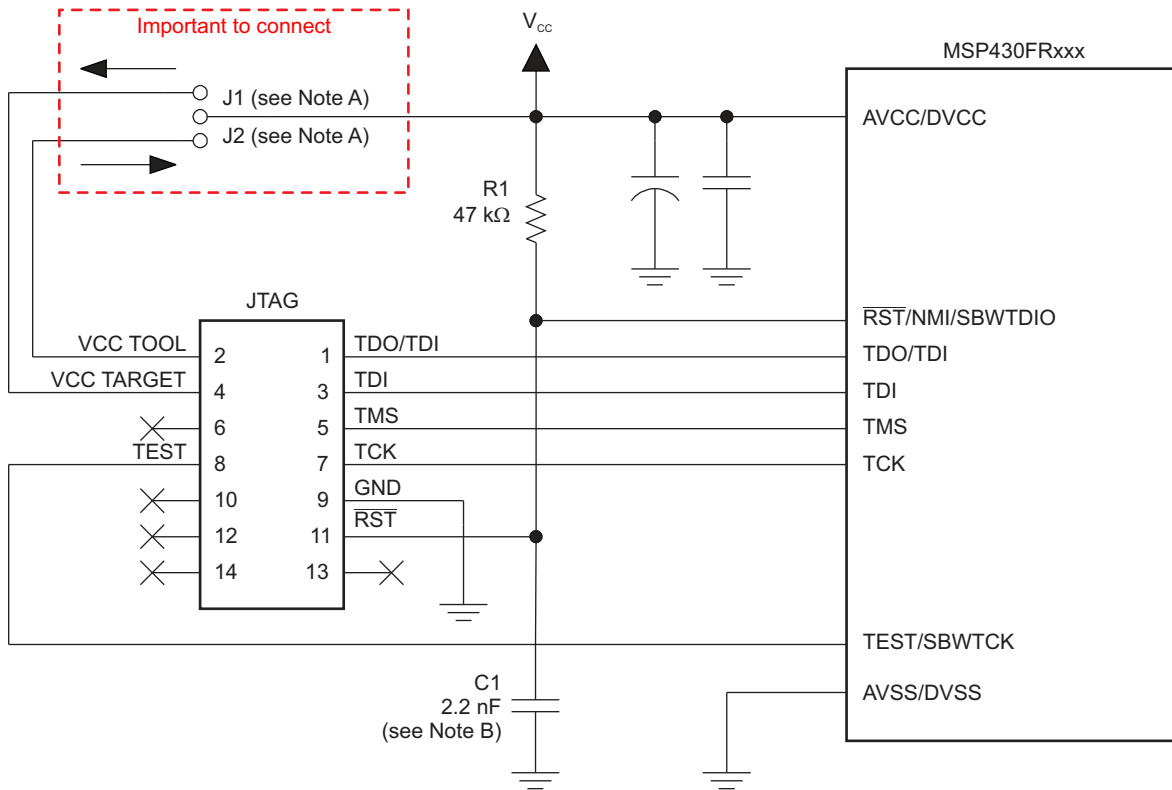 Important to connect
VCC
MSP430FRxxx
J1 (see Note A)
J2 (see Note A)
AVCC/DVCC
R1
47 kΩ
JTAG
RST/NMI/SBWTDIO
VCC TOOL 2 1 TDO/TDI TDO/TDI
VCC TARGET 4 3 TDI TDI
6 5 TMS TMS
TEST 8 7 TCK TCK
10 9 GND
12 11 RST
14 13
TEST/SBWTCK
C1
2.2 nF
(see Note B)
AVSS/DVSS